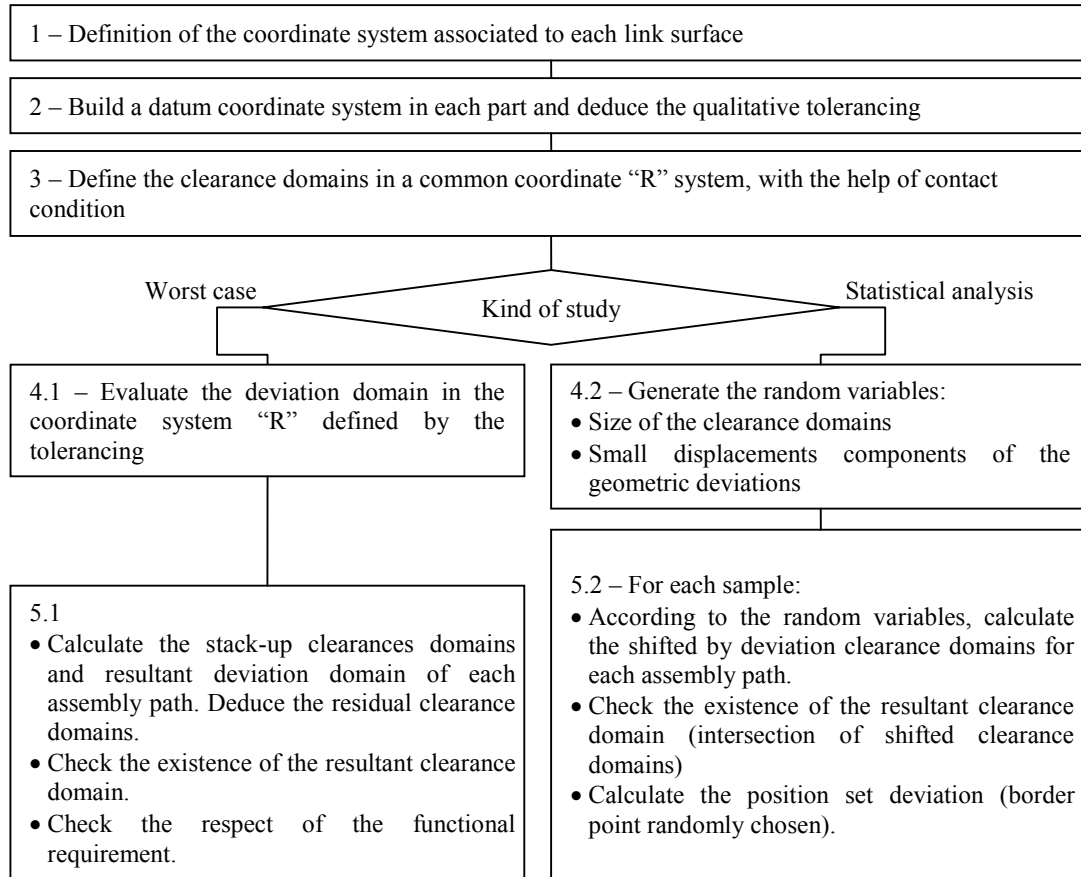 1 – Definition of the coordinate system associated to each link surface
2 – Build a datum coordinate system in each part and deduce the qualitative tolerancing
3 – Define the clearance domains in a common coordinate “R” system, with the help of contact
condition
Worst case
Kind of study
Statistical analysis
4.1 – Evaluate the deviation domain in the
coordinate system “R” defined by the
tolerancing
4.2 – Generate the random variables:
• Size of the clearance domains
• Small displacements components of the
geometric deviations
5.1
• Calculate the stack-up clearances domains
and resultant deviation domain of each
assembly path. Deduce the residual clearance
domains.
• Check the existence of the resultant clearance
domain.
• Check the respect of the functional
requirement.
5.2 – For each sample:
• According to the random variables, calculate
the shifted by deviation clearance domains for
each assembly path.
• Check the existence of the resultant clearance
domain (intersection of shifted clearance
domains)
• Calculate the position set deviation (border
point randomly chosen).